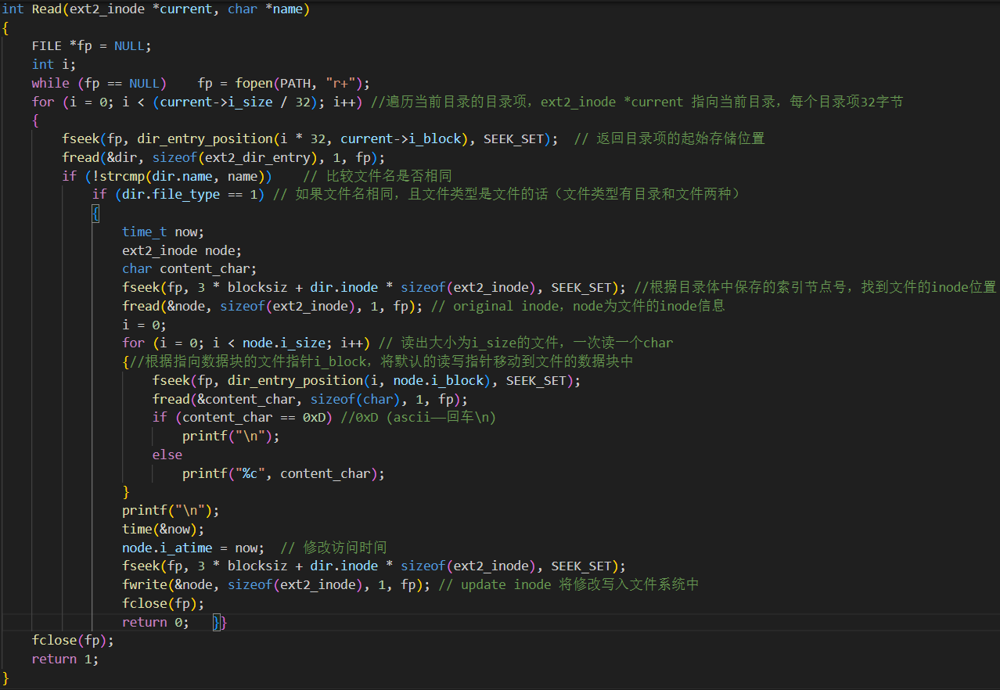 int Read(ext2_inode *current, char *name)
{
    FILE *fp = NULL;
    int i;
    while (fp == NULL)    fp = fopen(PATH, "r+");
    for (i = 0; i < (current->i_size / 32); i++) //遍历当前目录的目录项，ext2_inode *current 指向当前目录，每个目录项32字节
    {
        fseek(fp, dir_entry_position(i * 32, current->i_block), SEEK_SET);  // 返回目录项的起始存储位置
        fread(&dir, sizeof(ext2_dir_entry), 1, fp);
        if (!strcmp(dir.name, name))    // 比较文件名是否相同
            if (dir.file_type == 1) // 如果文件名相同，且文件类型是文件的话（文件类型有目录和文件两种）
            {
                time_t now;
                ext2_inode node;
                char content_char;
                fseek(fp, 3 * blocksiz + dir.inode * sizeof(ext2_inode), SEEK_SET); //根据目录体中保存的索引节点号，找到文件的inode位置
                fread(&node, sizeof(ext2_inode), 1, fp); // original inode，node为文件的inode信息
                i = 0;
                for (i = 0; i < node.i_size; i++) // 读出大小为i_size的文件，一次读一个char
                {//根据指向数据块的文件指针i_block，将默认的读写指针移动到文件的数据块中
                    fseek(fp, dir_entry_position(i, node.i_block), SEEK_SET);
                    fread(&content_char, sizeof(char), 1, fp);
                    if (content_char == 0xD) //0xD (ascii——回车\n)
                        printf("\n");
                    else
                        printf("%c", content_char);
                }
                printf("\n");
                time(&now);
                node.i_atime = now;  // 修改访问时间
                fseek(fp, 3 * blocksiz + dir.inode * sizeof(ext2_inode), SEEK_SET);
                fwrite(&node, sizeof(ext2_inode), 1, fp); // update inode 将修改写入文件系统中
                fclose(fp);
                return 0;   }}
    fclose(fp);
    return 1;
}